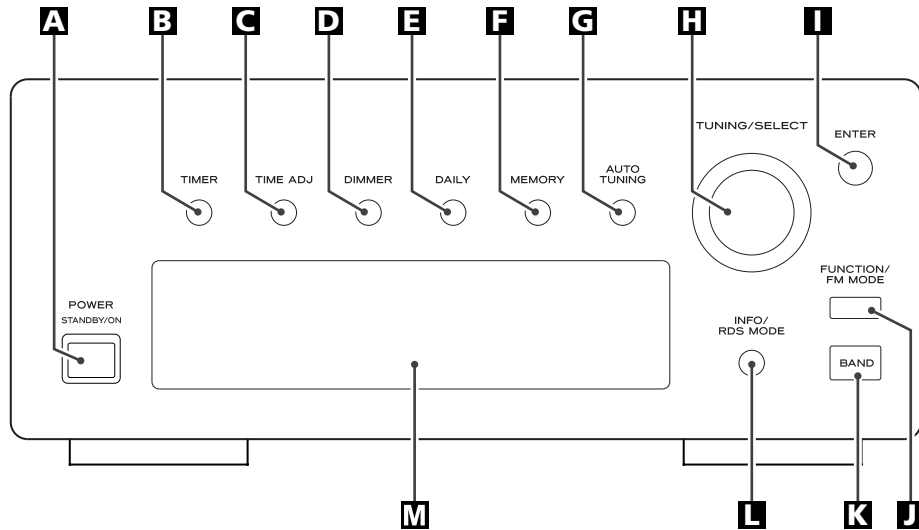 A B C D E F G H I
TUNING/SELECT
ENTER
TIMER
TIME ADJ
DIMMER
DAILY
MEMORY
AUTO
TUNING
FUNCTION/
FM MODE
POWER
STANDBY/ON
INFO/
RDS MODE
BAND
M L K J